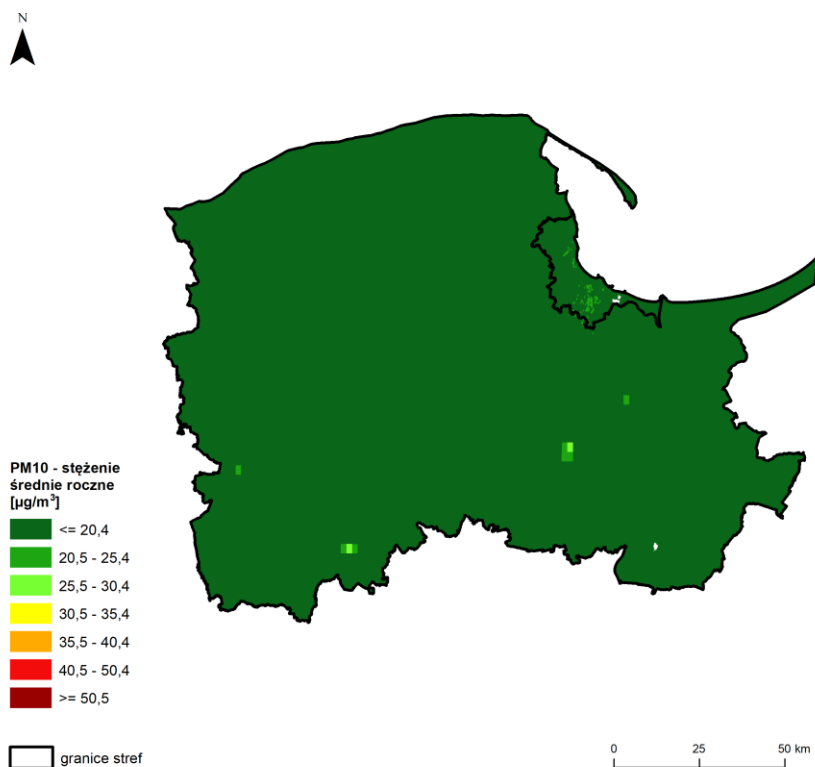 N
PM10 - stężenie
średnie roczne
[µg/m³]
<= 20,4
20,5 - 25,4
25,5 - 30,4
30,5 - 35,4
35,5 - 40,4
40,5 - 50,4
>= 50,5
granice stref
0 25 50 km